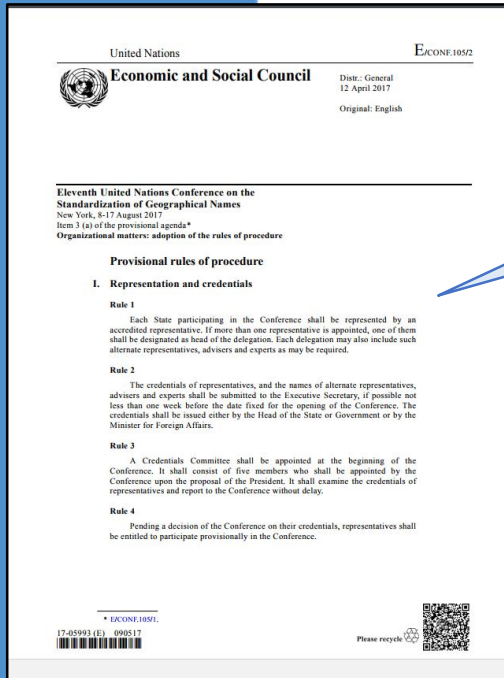 United Nations
E/CONF.105/2
Economic and Social Council
Distr.: General
12 April 2017
Original: English
Eleventh United Nations Conference on the
Standardization of Geographical Names
New York, 8-17 August 2017
Item 3 (a) of the provisional agenda*
Organizational matters: adoption of the rules of procedure
Provisional rules of procedure
I. Representation and credentials
Rule 1
Each State participating in the Conference shall be represented by an
accredited representative. If more than one representative is appointed, one of them
shall be designated as head of the delegation. Each delegation may also include such
alternate representatives, advisers and experts as may be required.
Rule 2
The credentials of representatives, and the names of alternate representatives,
advisers and experts shall be submitted to the Executive Secretary, if possible not
less than one week before the date fixed for the opening of the Conference. The
credentials shall be issued either by the Head of the State or Government or by the
Minister for Foreign Affairs.
Rule 3
A Credentials Committee shall be appointed at the beginning of the
Conference. It shall consist of five members who shall be appointed by the
Conference upon the proposal of the President. It shall examine the credentials of
representatives and report to the Conference without delay.
Rule 4
Pending a decision of the Conference on their credentials, representatives shall
be entitled to participate provisionally in the Conference.
* E/CONF.105/1.
17-05993 (E) 090517
Please recycle